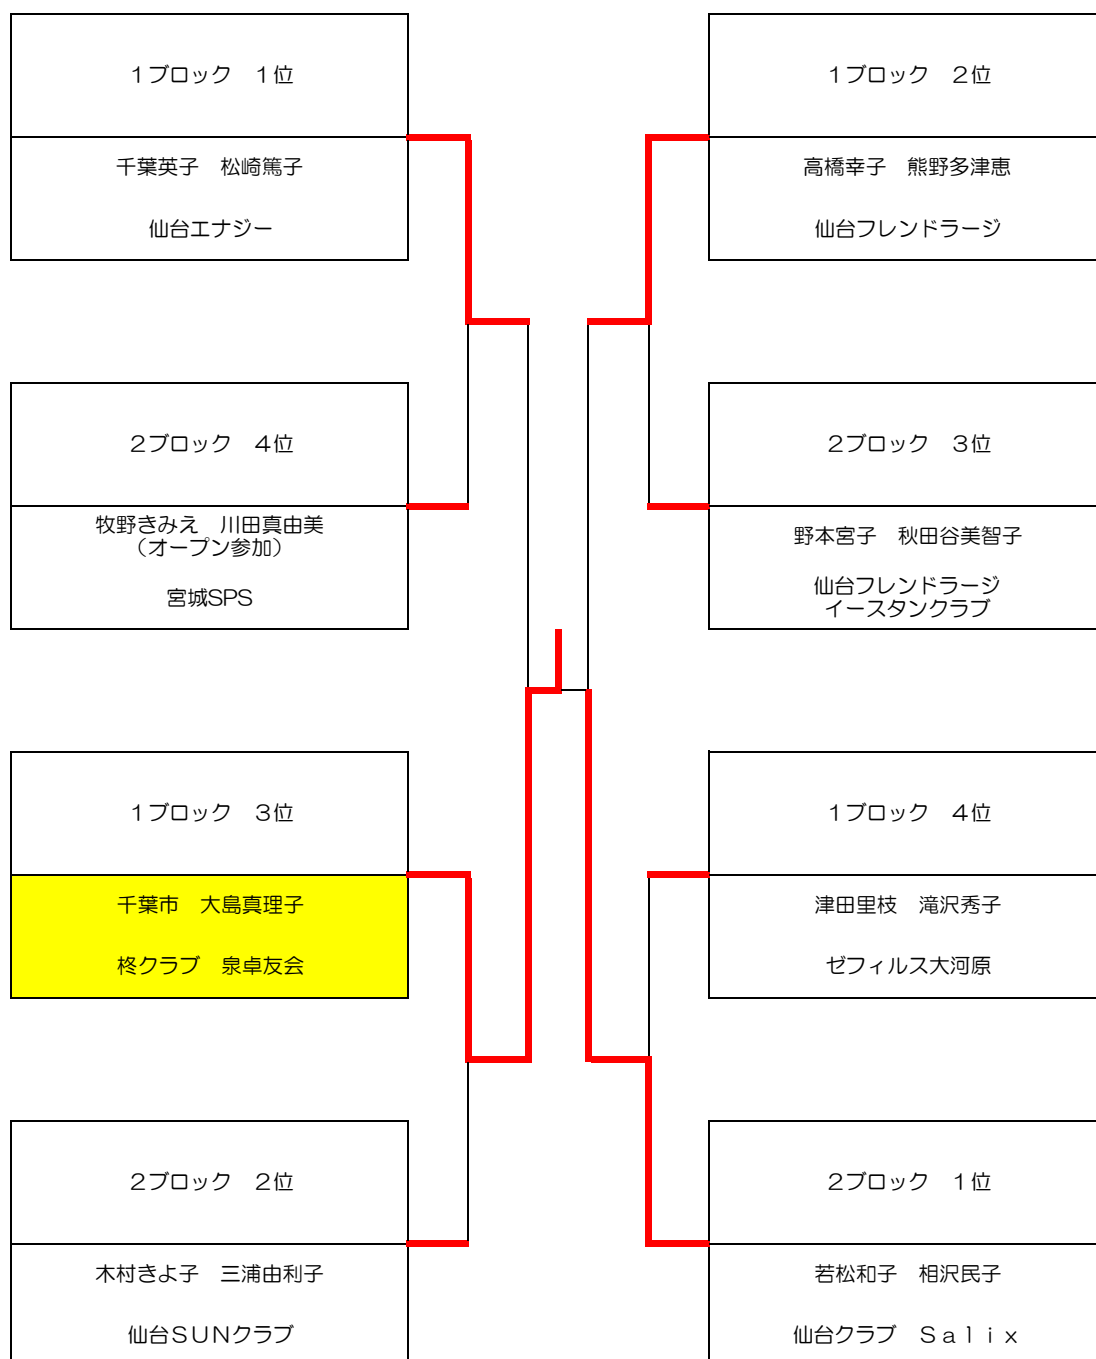 １ブロック　１位
千葉英子　松崎篤子
仙台エナジー
２ブロック　４位
牧野きみえ　川田真由美
（オープン参加）
宮城SPS
１ブロック　３位
千葉市　大島真理子
柊クラブ　泉卓友会
２ブロック　２位
木村きよ子　三浦由利子
仙台ＳＵＮクラブ
１ブロック　２位
高橋幸子　熊野多津恵
仙台フレンドラージ
２ブロック　３位
野本宮子　秋田谷美智子
仙台フレンドラージ
イースタンクラブ
１ブロック　４位
津田里枝　滝沢秀子
ゼフィルス大河原
２ブロック　１位
若松和子　相沢民子
仙台クラブ　Ｓａｌｉｘ